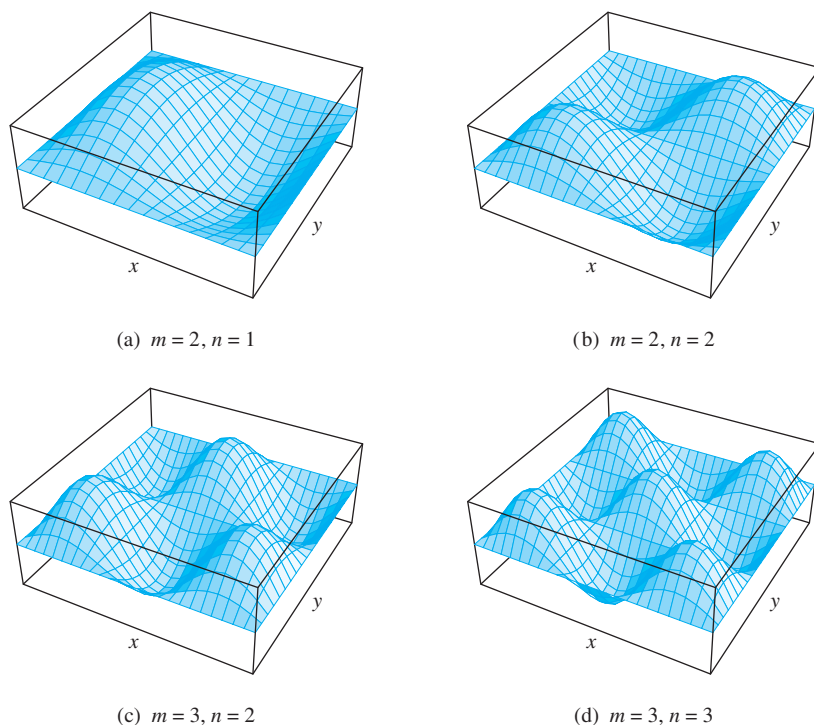 y
x
(a) m = 2, n = 1
y
x
(b) m = 2, n = 2
y
x
(c) m = 3, n = 2
y
x
(d) m = 3, n = 3